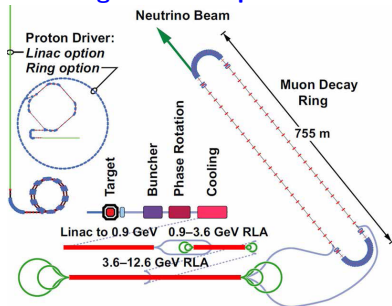 Neutrino Beam
Proton Driver:
Linac option
Ring option
Muon Decay
Ring
755 m
Target
Buncher
Phase Rotation
Cooling
Linac to 0.9 GeV
0.9–3.6 GeV RLA
3.6–12.6 GeV RLA